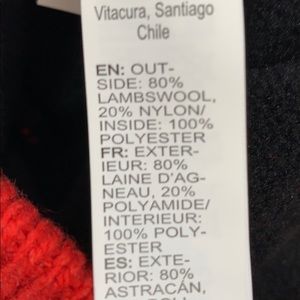 Vitacura, Santiago
Chile
EN: OUT-
SIDE: 80%
LAMBSWOOL,
20% NYLON/
INSIDE: 100%
POLYESTER
FR: EXTER-
IEUR: 80%
LAINE D'AG-
NEAU, 20%
POLYAMIDE/
INTERIEUR:
100% POLY-
ESTER
ES: EXTE-
RIOR: 80%
ASTRACÁN,